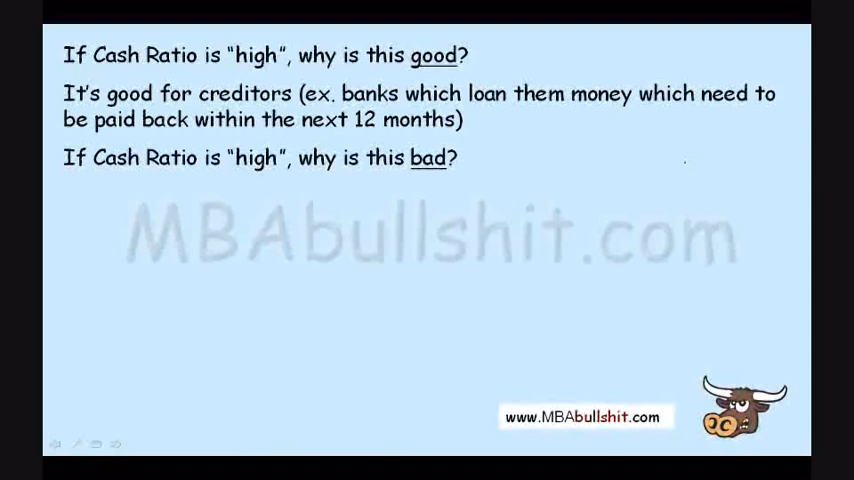 If Cash Ratio is "high", why is this good?
It's good for creditors (ex. banks which loan them money which need to
be paid back within the next 12 months)
If Cash Ratio is "high", why is this bad?
MBAbullshit.com
www.MBAbullshit.com